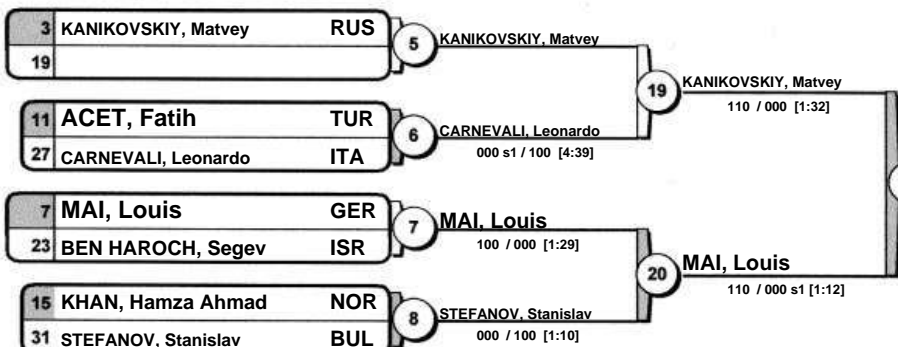 3 KANIKOVSKIY, Matvey RUS
19
5
KANIKOVSKIY, Matvey
11 ACET, Fatih TUR
27 CARNEVALI, Leonardo ITA
6
CARNEVALI, Leonardo
000 s1 / 100 [4:39]
19
KANIKOVSKIY, Matvey
110 / 000 [1:32]
7 MAI, Louis GER
23 BEN HAROCH, Segev ISR
7
MAI, Louis
100 / 000 [1:29]
15 KHAN, Hamza Ahmad NOR
31 STEFANOV, Stanislav BUL
8
STEFANOV, Stanislav
000 / 100 [1:10]
20
MAI, Louis
110 / 000 s1 [1:12]